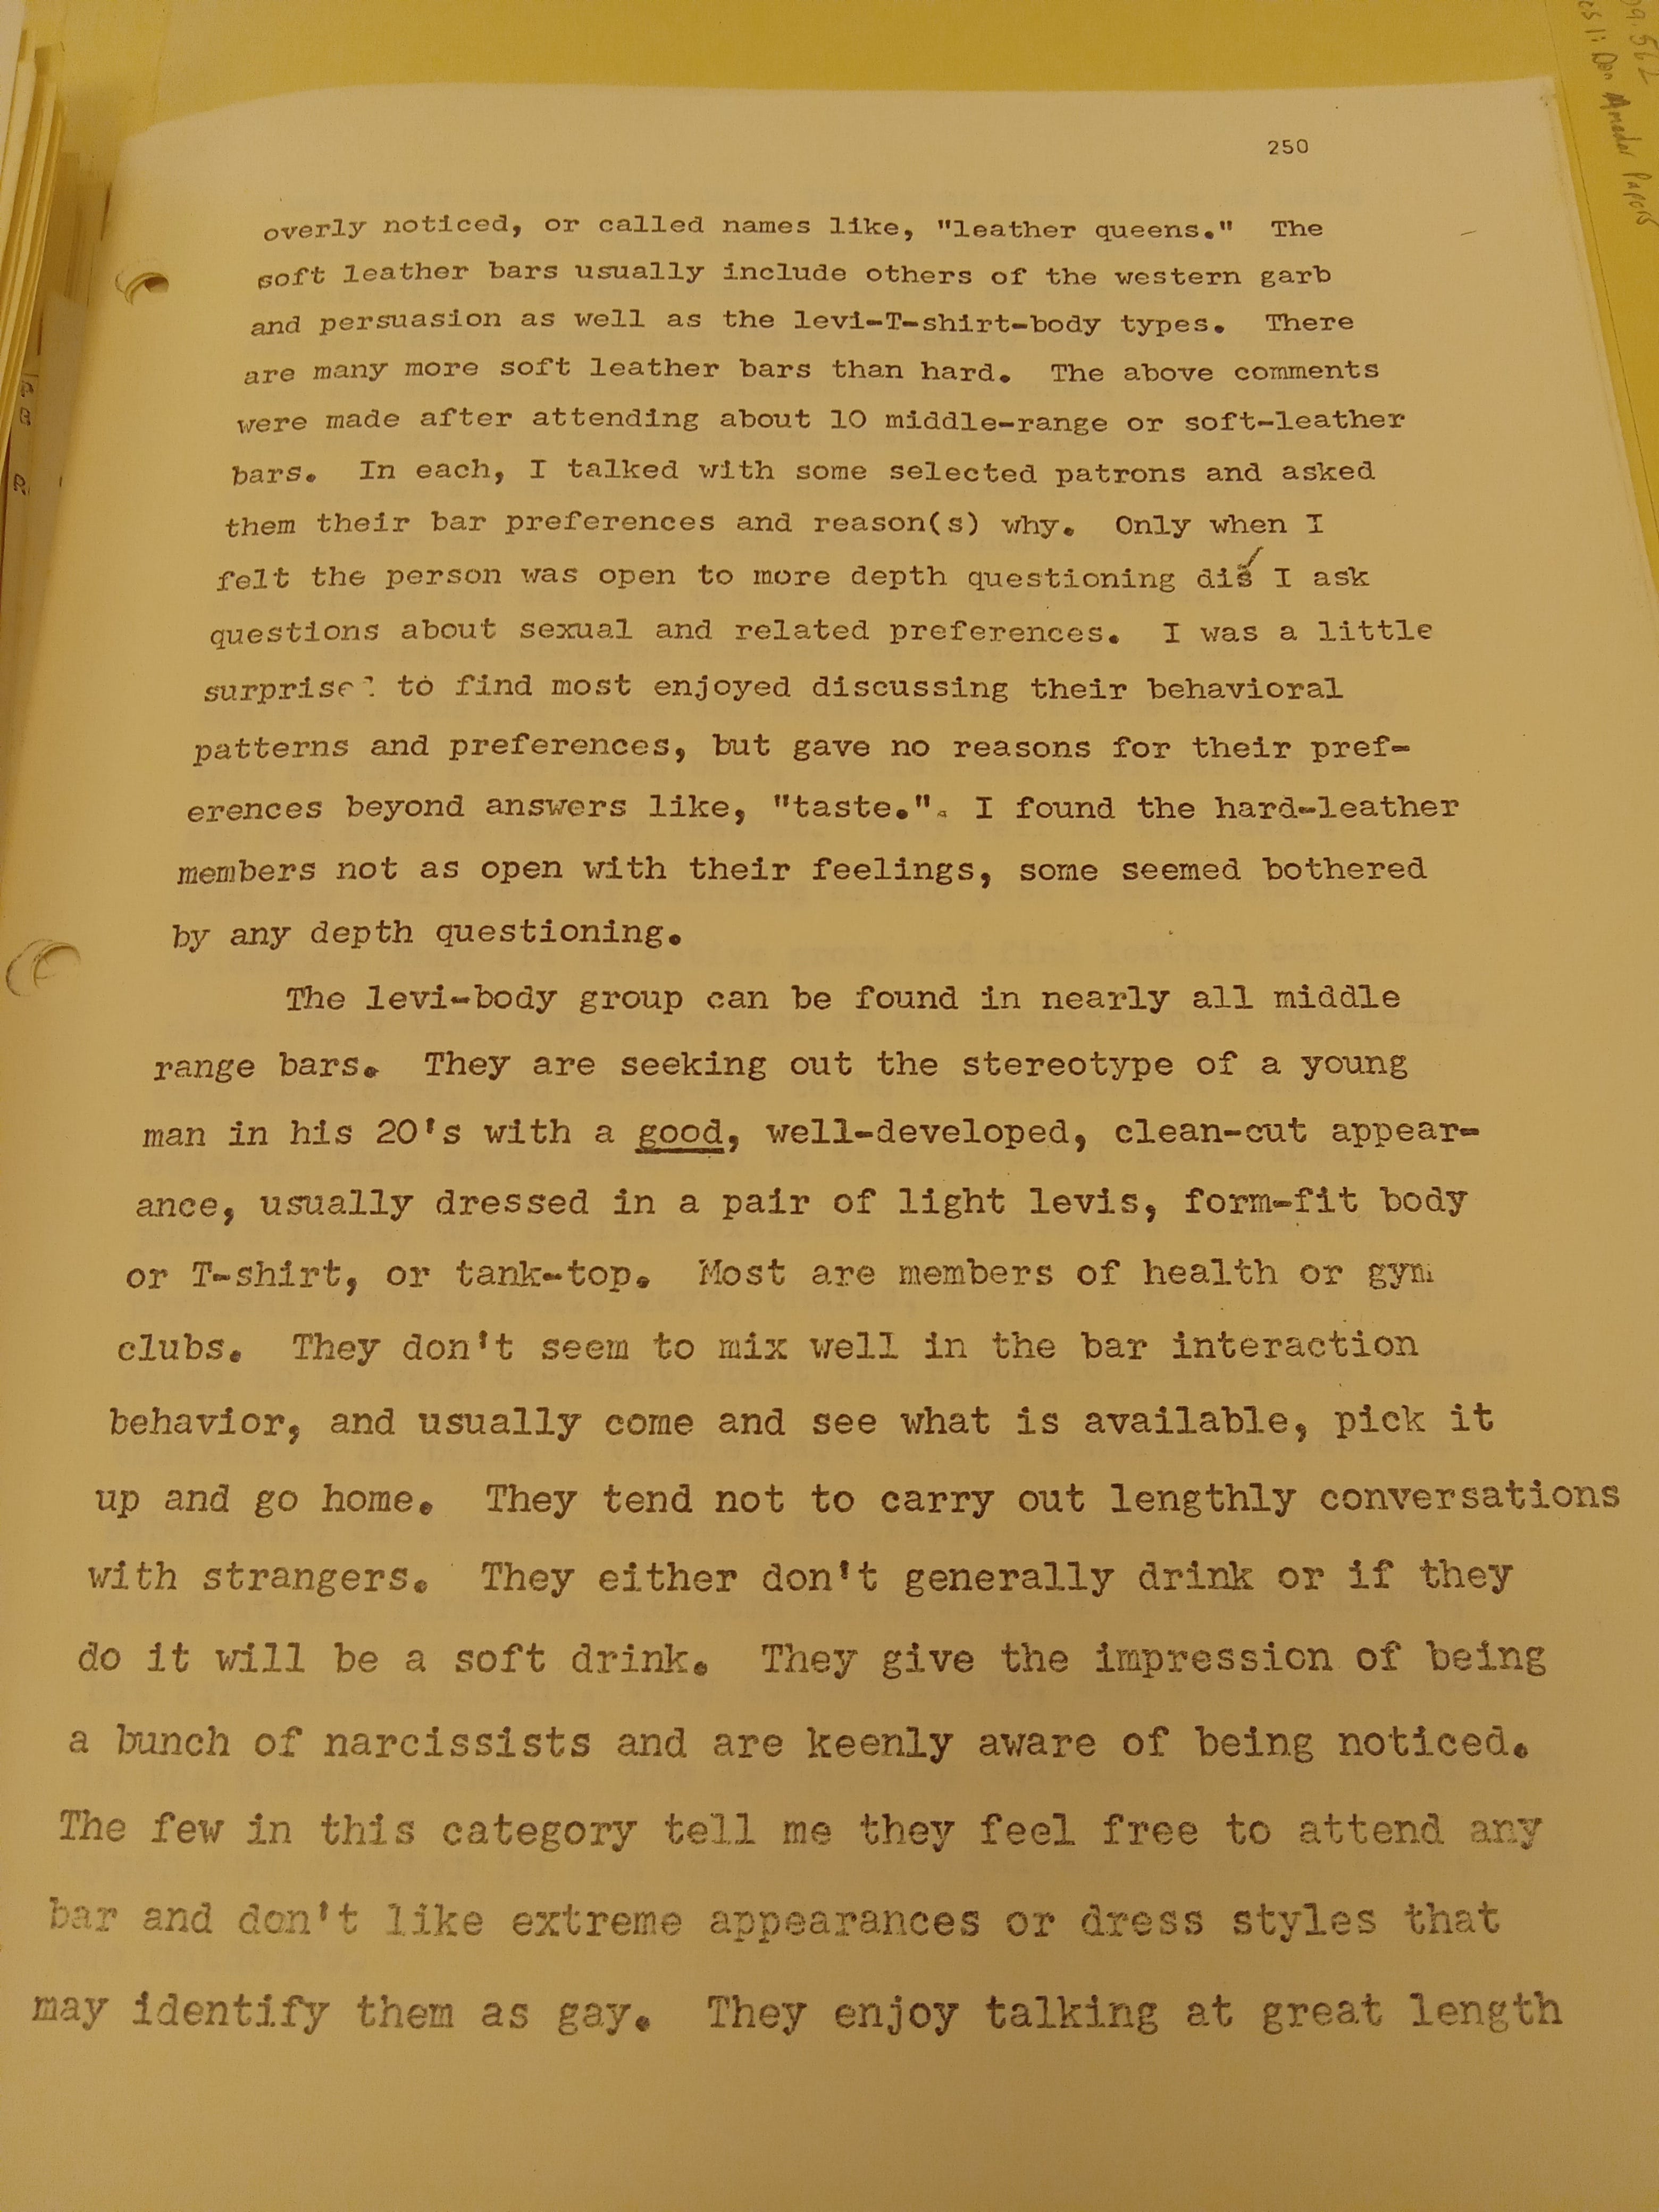 250
overly noticed, or called names like, "leather queens." The
soft leather bars usually include others of the western garb
and persuasion as well as the levi-T-shirt-body types. There
are many more soft leather bars than hard. The above comments
were made after attending about 10 middle-range or soft-leather
bars. In each, I talked with some selected patrons and asked
them their bar preferences and reason(s) why. Only when I
felt the person was open to more depth questioning dis I ask
questions about sexual and related preferences. I was a little
surprised to find most enjoyed discussing their behavioral
patterns and preferences, but gave no reasons for their pref-
erences beyond answers like, "taste.". I found the hard-leather
members not as open with their feelings, some seemed bothered
by any depth questioning.
The levi-body group can be found in nearly all middle
range bars. They are seeking out the stereotype of a young
man in his 20's with a good, well-developed, clean-cut appear-
ance, usually dressed in a pair of light levis, form-fit body
or T-shirt, or tank-top. Most are members of health or gym
clubs. They don't seem to mix well in the bar interaction
behavior, and usually come and see what is available, pick it
up and go home. They tend not to carry out lengthly conversations
with strangers. They either don't generally drink or if they
do it will be a soft drink. They give the impression of being
a bunch of narcissists and are keenly aware of being noticed.
The few in this category tell me they feel free to attend any
bar and don't like extreme appearances or dress styles that
may identify them as gay. They enjoy talking at great length
Don Amador Papers